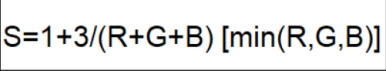 S=1+3/(R+G+B) [min(R,G,B)]